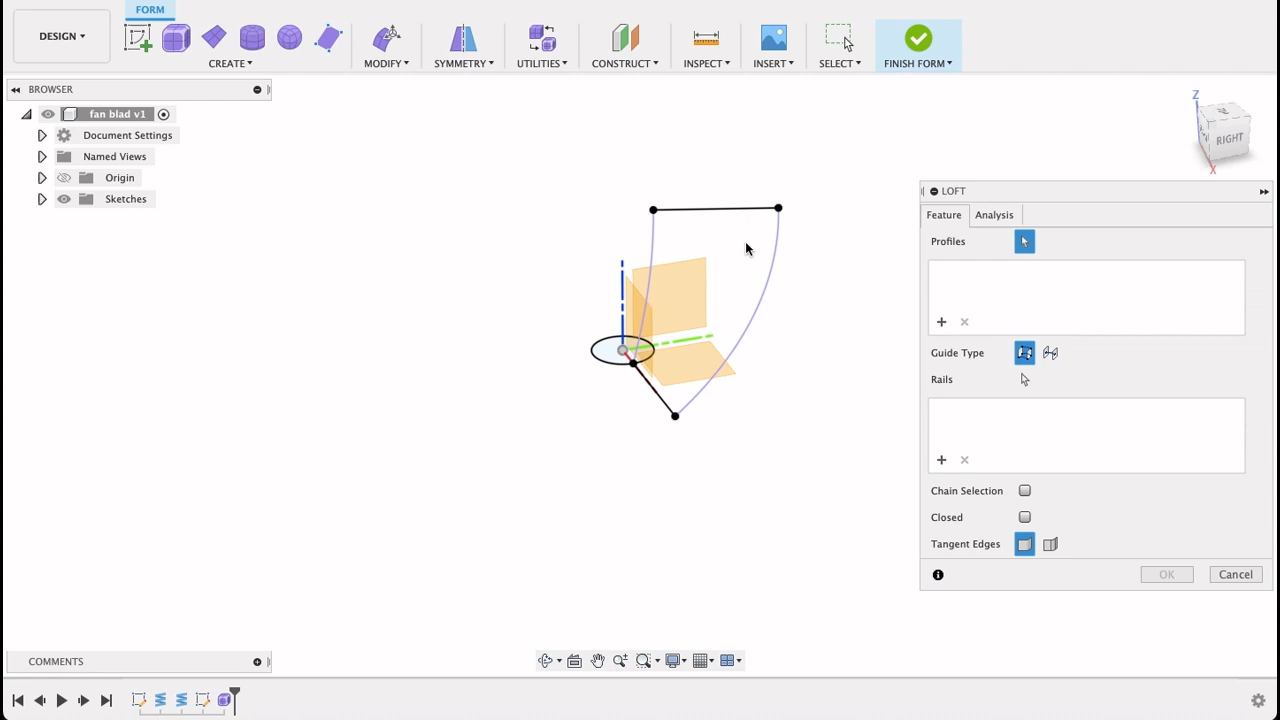 FORM
DESIGN
CREATE
MODIFY
SYMMETRY
UTILITIES
CONSTRUCT
INSPECT
INSERT
SELECT
FINISH FORM
BROWSER
fan blad v1
Document Settings
Named Views
Origin
Sketches
Z
RIGHT
X
LOFT
Feature
Analysis
Profiles
Guide Type
Rails
Chain Selection
Closed
Tangent Edges
OK
Cancel
COMMENTS